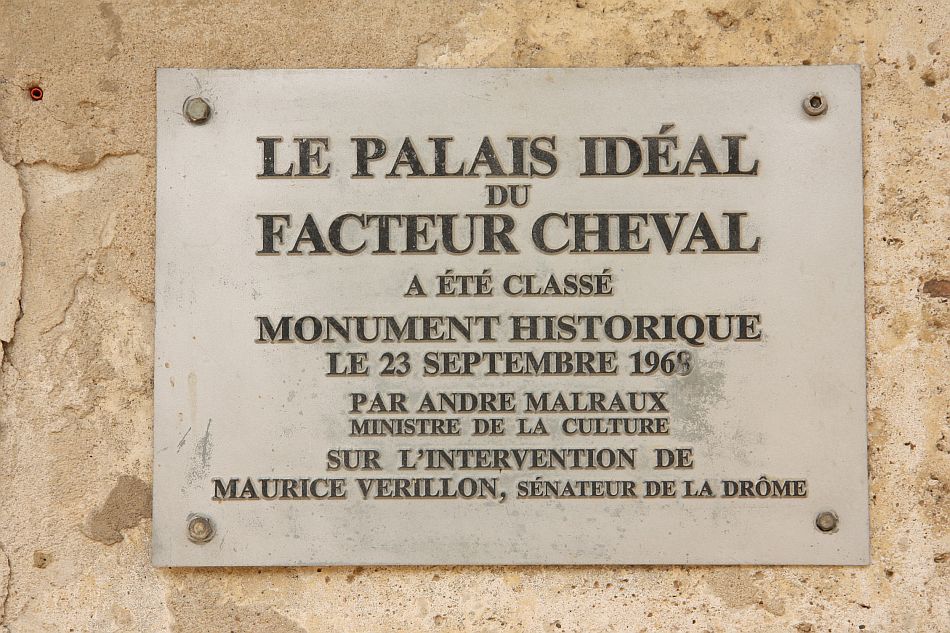 LE PALAIS IDÉAL
DU
FACTEUR CHEVAL
A ÉTÉ CLASSÉ
MONUMENT HISTORIQUE
LE 23 SEPTEMBRE 1968
PAR ANDRE MALRAUX
MINISTRE DE LA CULTURE
SUR L'INTERVENTION DE
MAURICE VERILLON, SÉNATEUR DE LA DRÔME